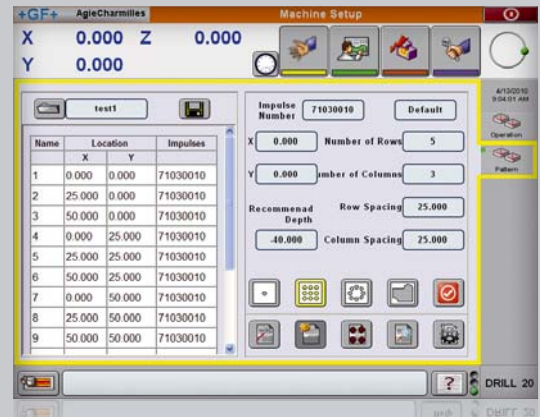 +GF+ AgieCharmilles Machine Setup
X 0.000 Z 0.000
Y 0.000
4/13/2010
9:04:01 AM
Operation
Pattern
test1
Name Location Impulses
X Y
1 0.000 0.000 71030010
2 25.000 0.000 71030010
3 50.000 0.000 71030010
4 0.000 25.000 71030010
5 25.000 25.000 71030010
6 50.000 25.000 71030010
7 0.000 50.000 71030010
8 25.000 50.000 71030010
9 50.000 50.000 71030010
Impulse
Number 71030010 Default
X 0.000 Number of Rows 5
Y 0.000 umber of Columns 3
Recommenad
Depth
Row Spacing 25.000
-40.000 Column Spacing 25.000
? DRILL 20